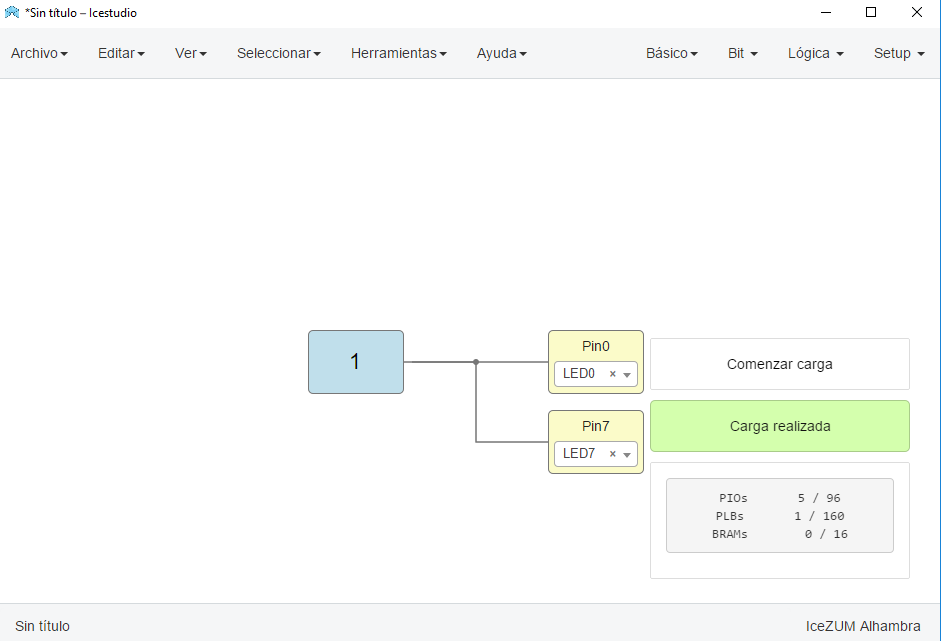 *Sin título – Icestudio
Archivo Editar Ver Seleccionar Herramientas Ayuda Básico Bit Lógica Setup
1
Pin0
LED0 ×
Pin7
LED7 ×
Comenzar carga
Carga realizada
PIOs 5 / 96
PLBs 1 / 160
BRAMs 0 / 16
Sin título IceZUM Alhambra